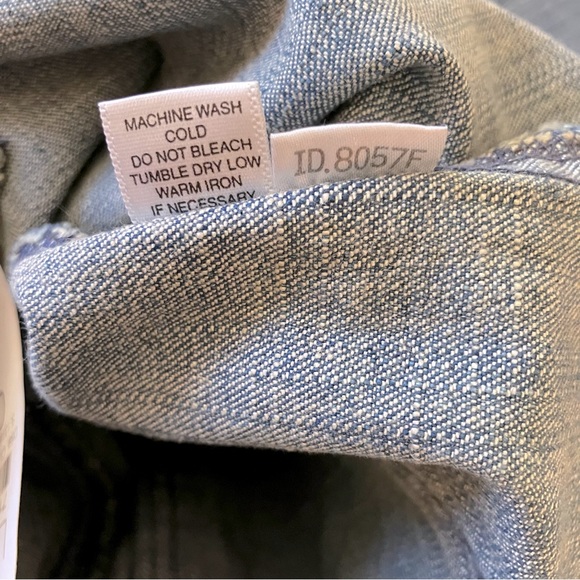 MACHINE WASH
COLD
DO NOT BLEACH
TUMBLE DRY LOW
WARM IRON
IF NECESSARY
ID.8057F